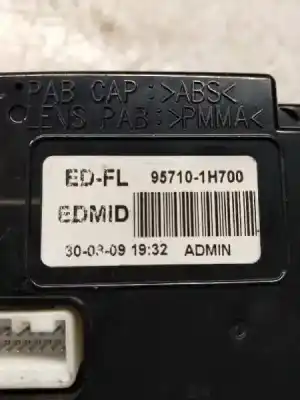 PAB CAP :>ABS<
LENS PAB:>PMMA<
ED-FL 95710-1H700
EDMID
30-03-09 19:32 ADMIN